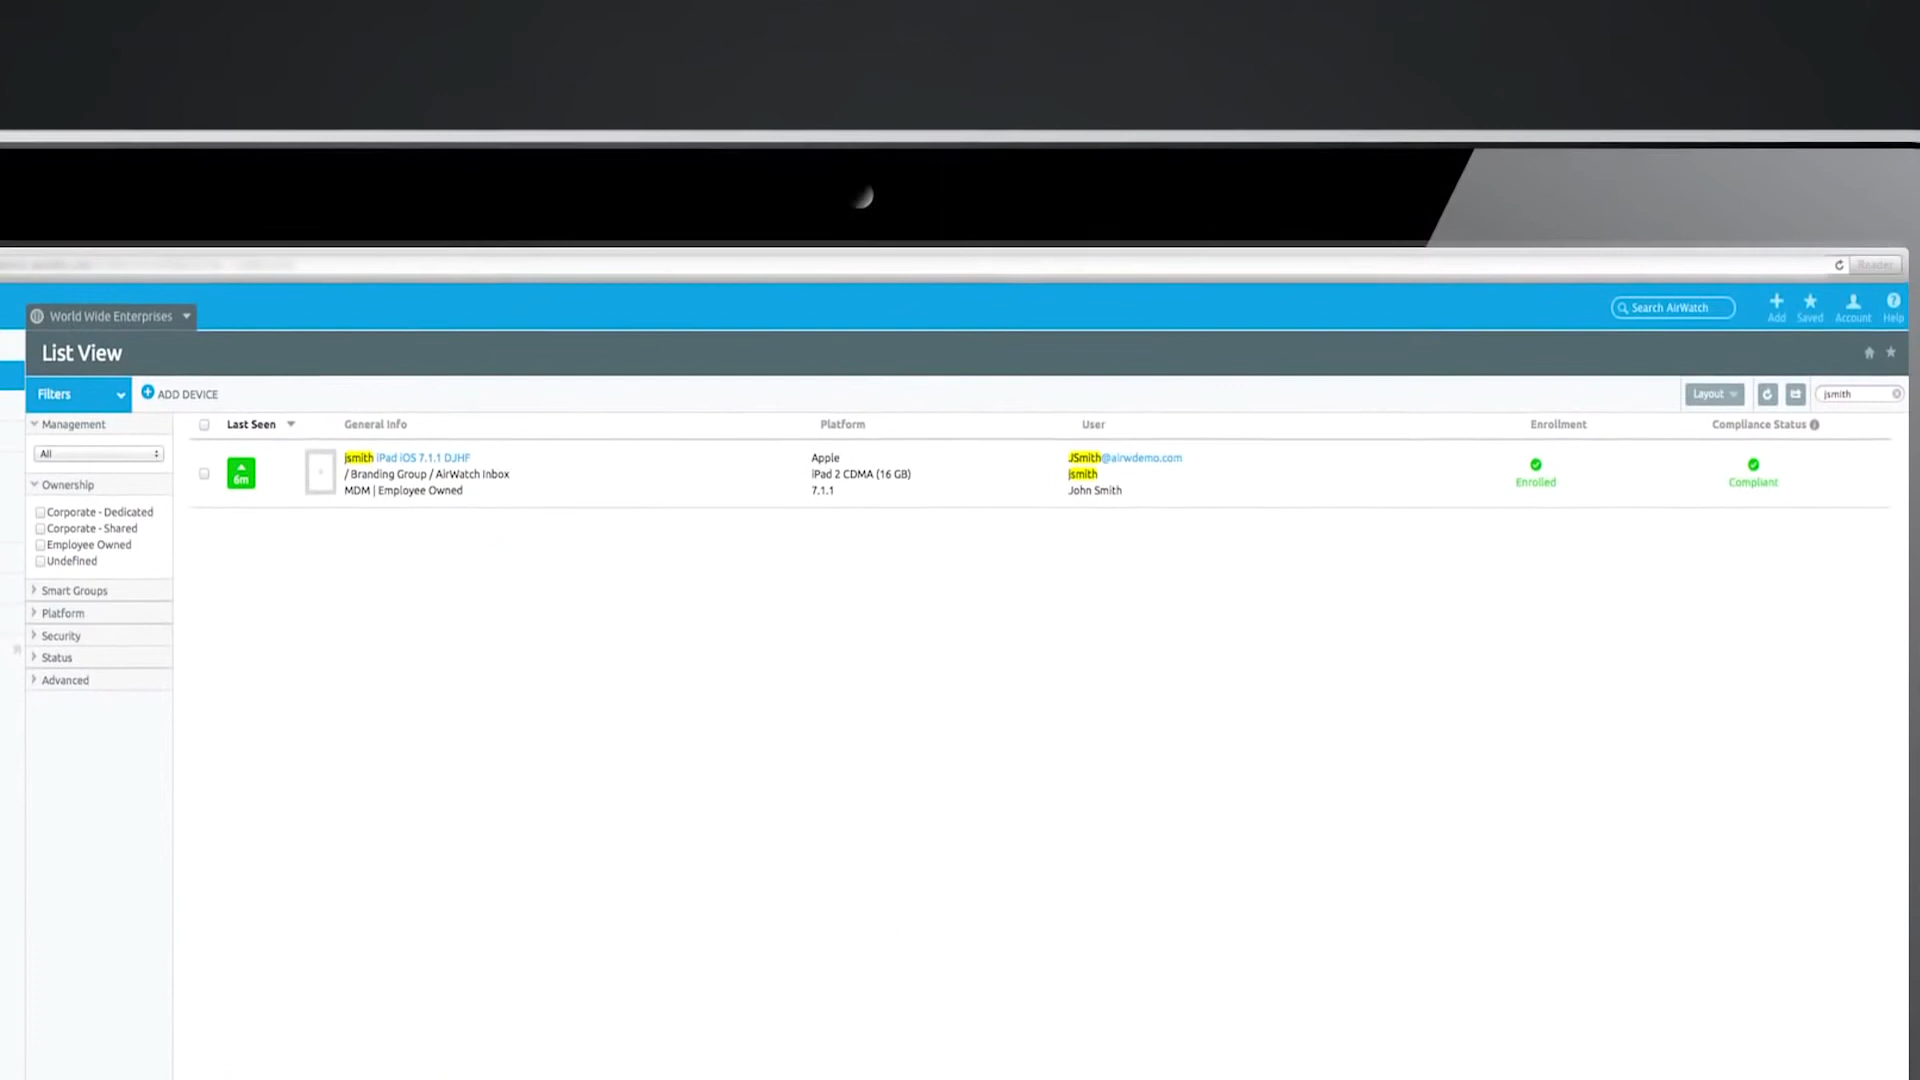 Reader
World Wide Enterprises
Search AirWatch
Add
Saved
Account
Help
List View
Filters
ADD DEVICE
Layout
jsmith
Management
All
Ownership
Corporate - Dedicated
Corporate - Shared
Employee Owned
Undefined
Smart Groups
Platform
Security
Status
Advanced
Last Seen
General Info
Platform
User
Enrollment
Compliance Status
6m
jsmith iPad iOS 7.1.1 DJHF
/ Branding Group / AirWatch Inbox
MDM | Employee Owned
Apple
iPad 2 CDMA (16 GB)
7.1.1
JSmith@airwdemo.com
jsmith
John Smith
Enrolled
Compliant